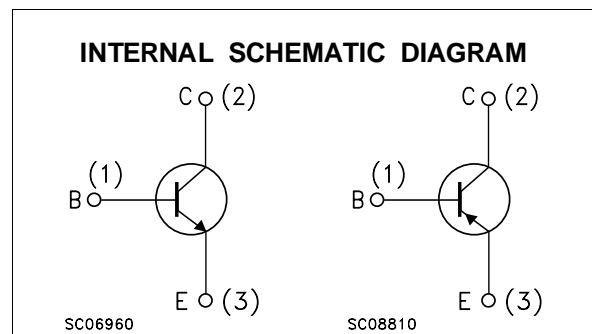 INTERNAL SCHEMATIC DIAGRAM
C (2) C (2)
(1) (1)
B B
E (3) E (3)
SC06960 SC08810